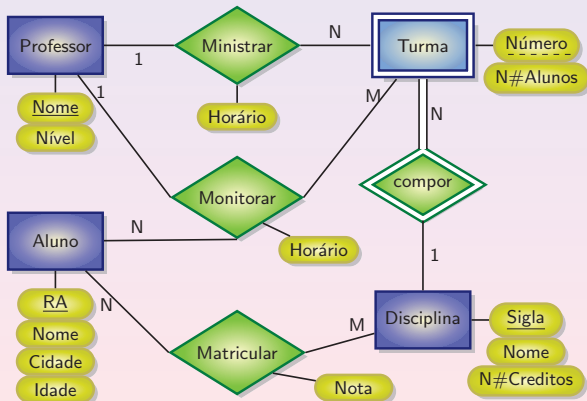 Professor
1
Ministrar
N
Turma
Número
N#Alunos
Nome
Nível
1
Horário
M
N
Monitorar
compor
Aluno
N
Horário
1
RA
Nome
Cidade
Idade
N
Matricular
M
Nota
Disciplina
Sigla
Nome
N#Creditos